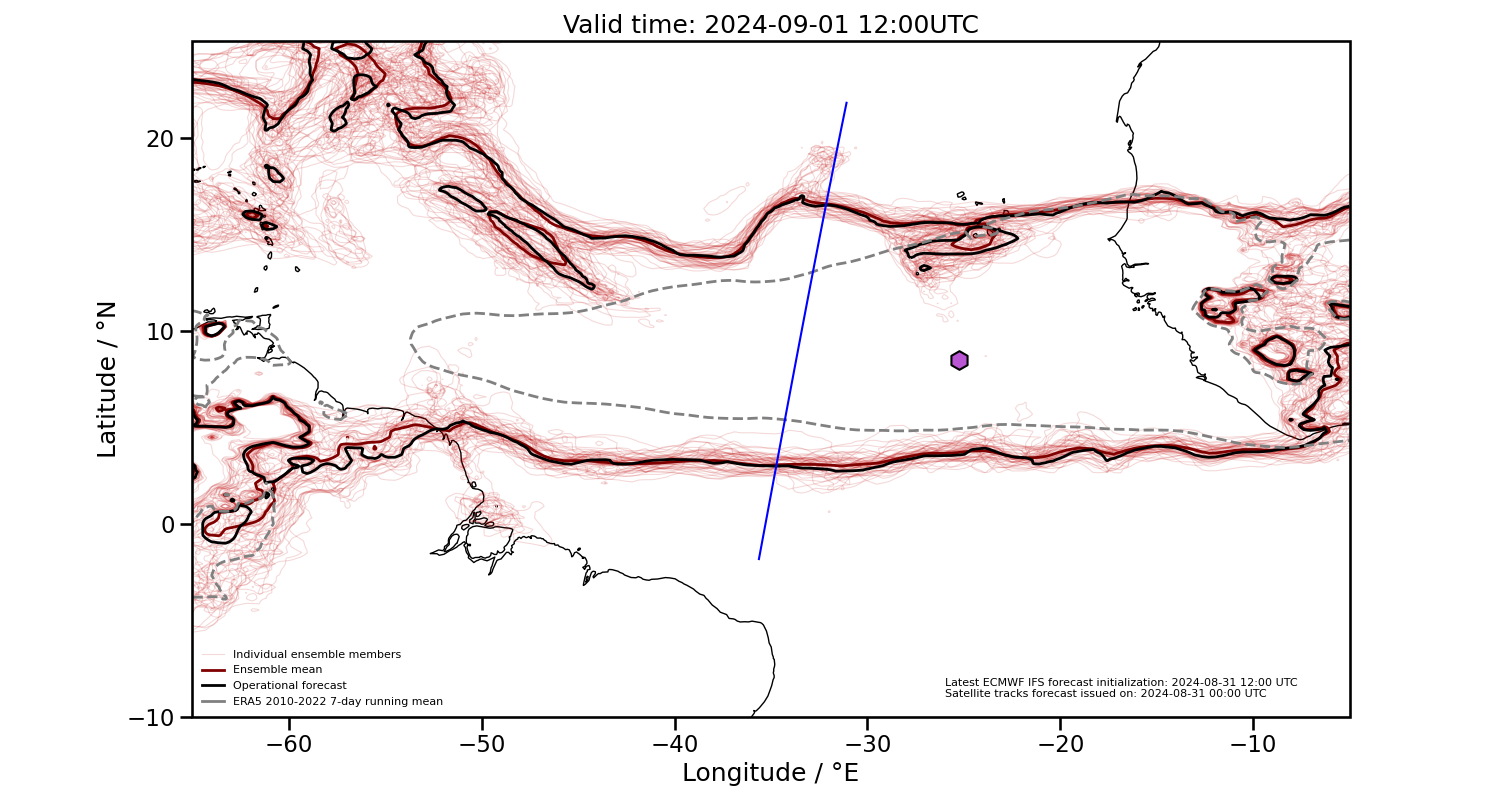 Valid time: 2024-09-01 12:00UTC
20
10
0
−10
Latitude / °N
Individual ensemble members
Ensemble mean
Operational forecast
ERA5 2010-2022 7-day running mean
Latest ECMWF IFS forecast initialization: 2024-08-31 12:00 UTC
Satellite tracks forecast issued on: 2024-08-31 00:00 UTC
−60 −50 −40 −30 −20 −10
Longitude / °E